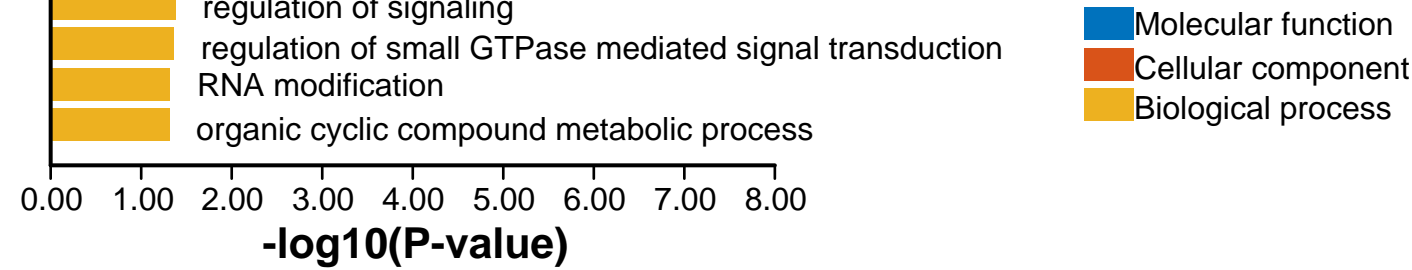 regulation of signaling
regulation of small GTPase mediated signal transduction
RNA modification
organic cyclic compound metabolic process
0.00 1.00 2.00 3.00 4.00 5.00 6.00 7.00 8.00
-log10(P-value)
Molecular function
Cellular component
Biological process